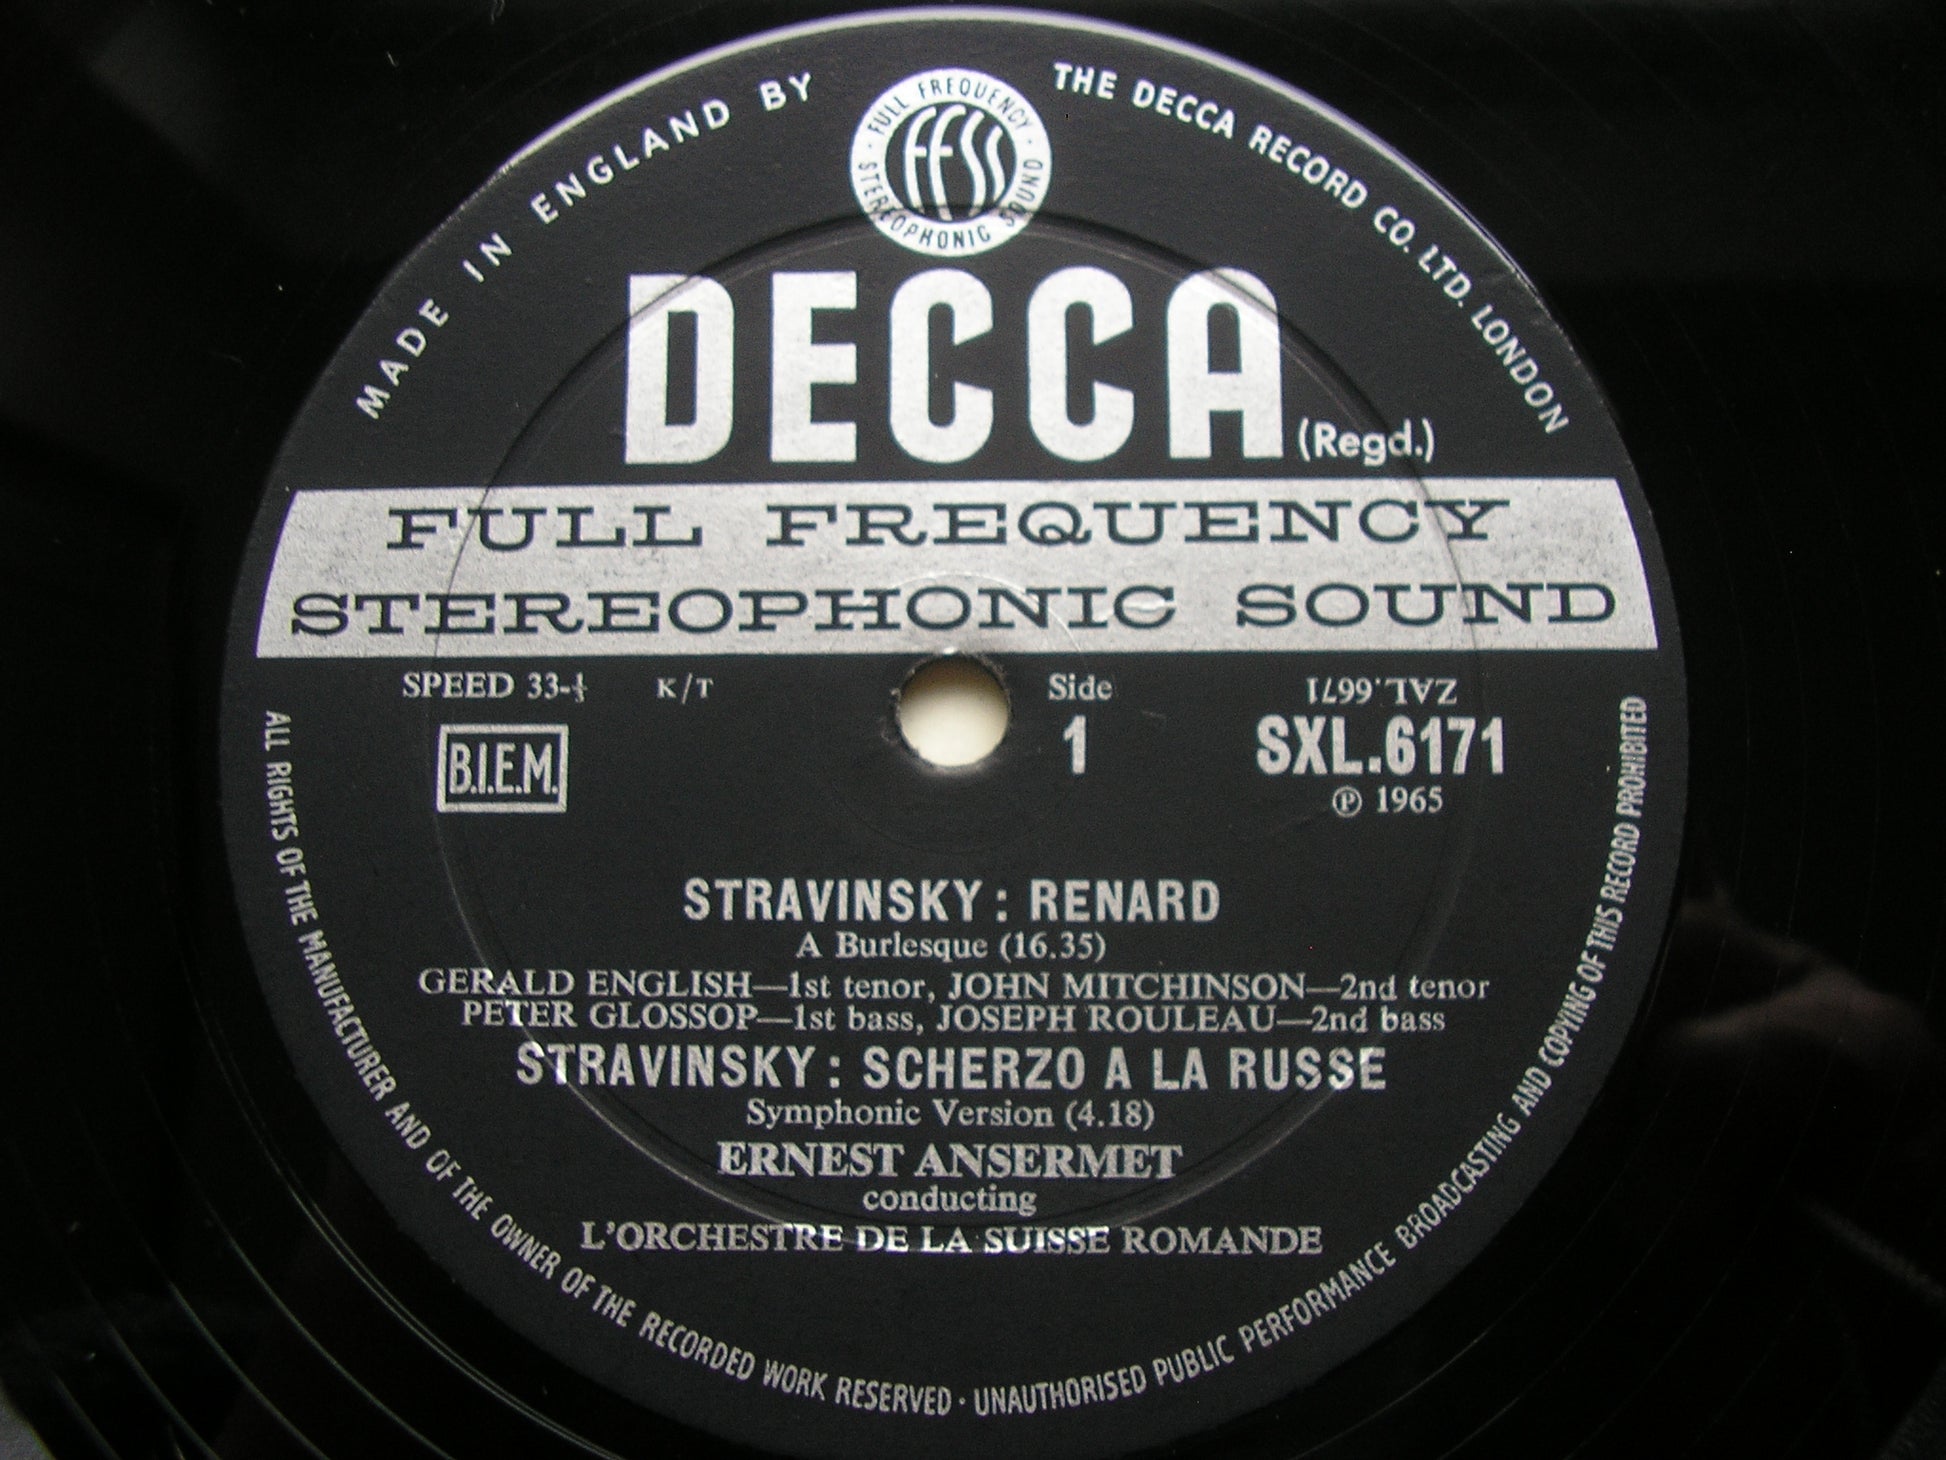 MADE IN ENGLAND BY
THE DECCA RECORD CO. LTD. LONDON
· FULL FREQUENCY ·
FFSS
STEREOPHONIC SOUND
DECCA (Regd.)
FULL FREQUENCY
STEREOPHONIC SOUND
SPEED 33-⅓ K/T
B.I.E.M.
Side
1
ZAL.6671
SXL.6171
Ⓟ 1965
STRAVINSKY: RENARD
A Burlesque (16.35)
GERALD ENGLISH—1st tenor, JOHN MITCHINSON—2nd tenor
PETER GLOSSOP—1st bass, JOSEPH ROULEAU—2nd bass
STRAVINSKY: SCHERZO A LA RUSSE
Symphonic Version (4.18)
ERNEST ANSERMET
conducting
L'ORCHESTRE DE LA SUISSE ROMANDE
ALL RIGHTS OF THE MANUFACTURER AND OF THE OWNER OF THE RECORDED WORK RESERVED · UNAUTHORISED PUBLIC PERFORMANCE BROADCASTING AND COPYING OF THIS RECORD PROHIBITED